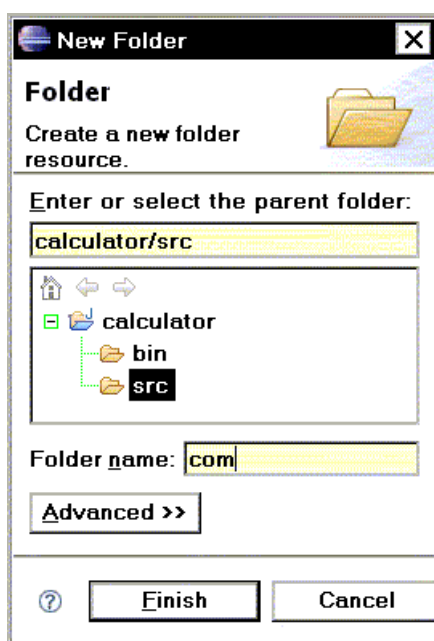 New Folder
Folder
Create a new folder
resource.
Enter or select the parent folder:
calculator/src
calculator
bin
src
Folder name: com
Advanced >>
Finish Cancel